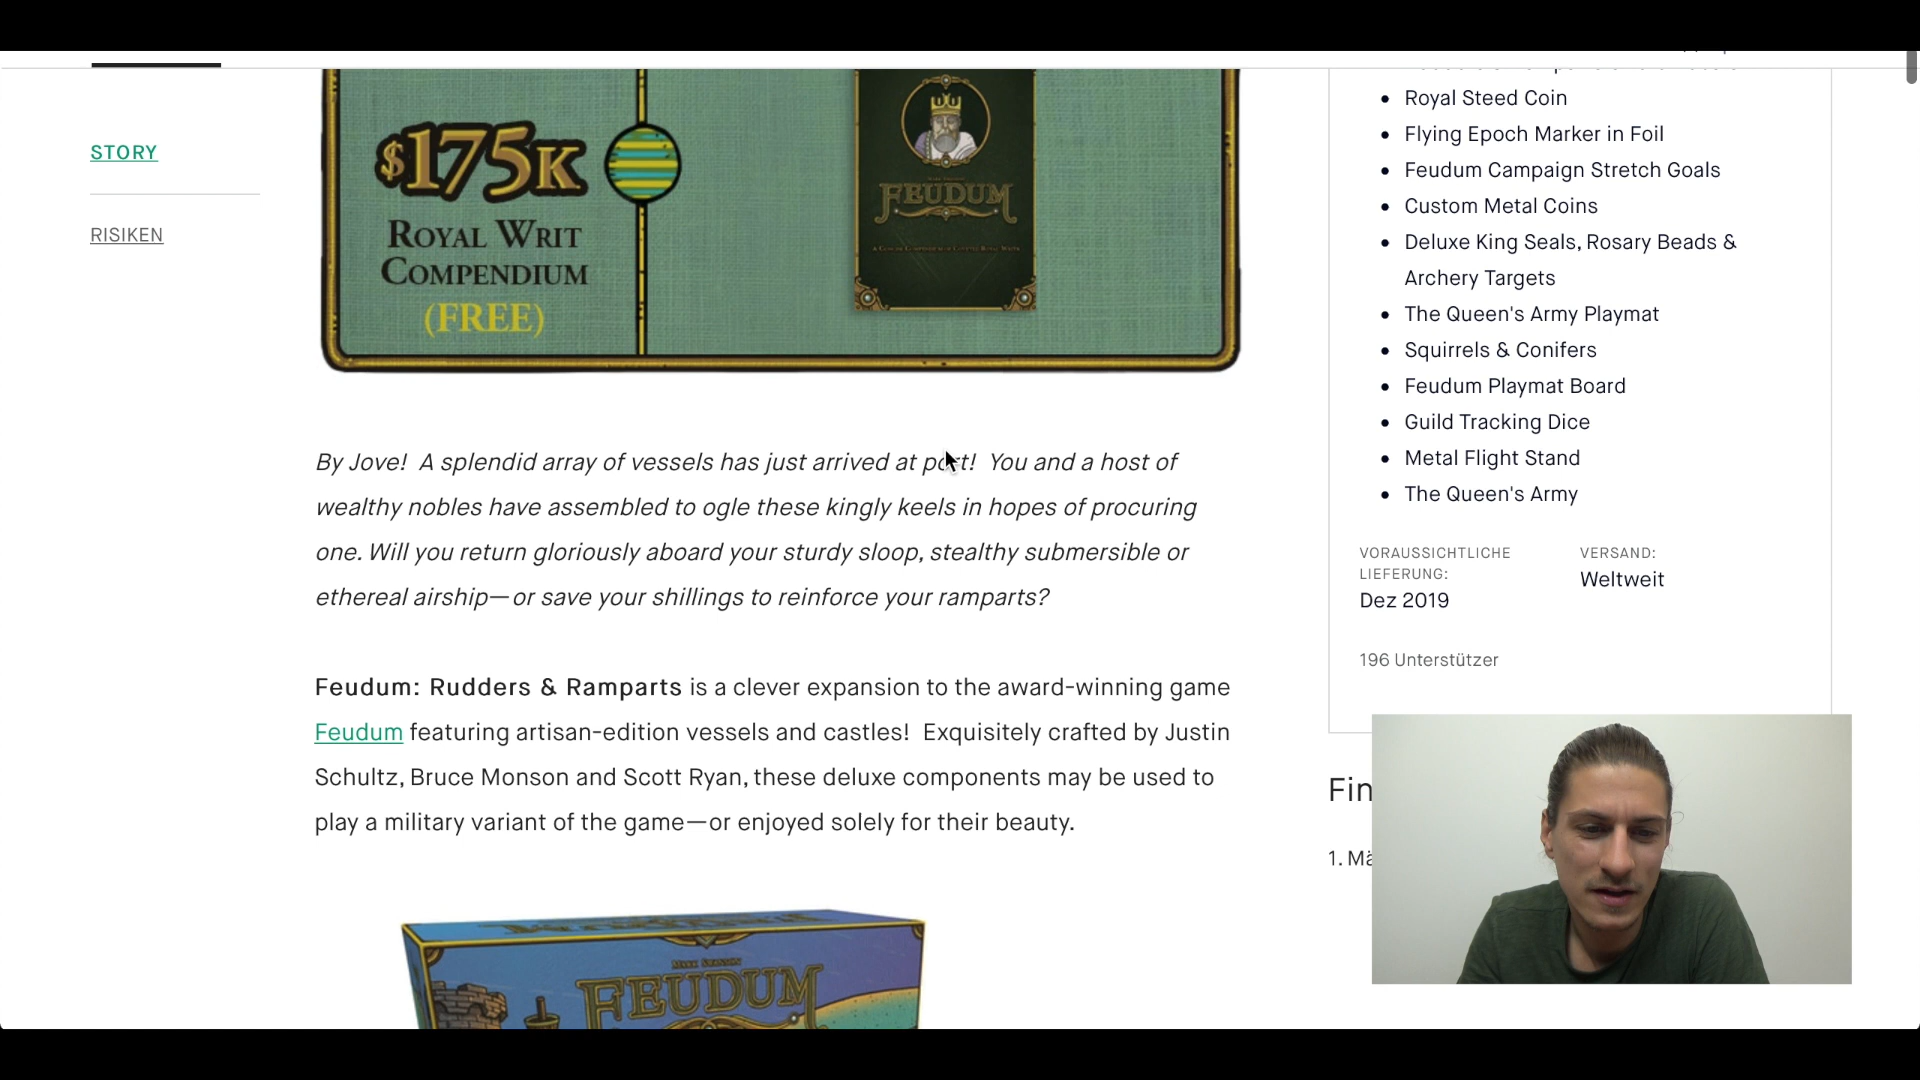 STORY
RISIKEN
$175K
ROYAL WRIT
COMPENDIUM
(FREE)
FEUDUM
By Jove!  A splendid array of vessels has just arrived at port!  You and a host of
wealthy nobles have assembled to ogle these kingly keels in hopes of procuring
one. Will you return gloriously aboard your sturdy sloop, stealthy submersible or
ethereal airship—or save your shillings to reinforce your ramparts?
Feudum: Rudders & Ramparts is a clever expansion to the award-winning game
Feudum featuring artisan-edition vessels and castles!  Exquisitely crafted by Justin
Schultz, Bruce Monson and Scott Ryan, these deluxe components may be used to
play a military variant of the game—or enjoyed solely for their beauty.
FEUDUM
Royal Steed Coin
Flying Epoch Marker in Foil
Feudum Campaign Stretch Goals
Custom Metal Coins
Deluxe King Seals, Rosary Beads &
Archery Targets
The Queen's Army Playmat
Squirrels & Conifers
Feudum Playmat Board
Guild Tracking Dice
Metal Flight Stand
The Queen's Army
VORAUSSICHTLICHE
LIEFERUNG:
Dez 2019
VERSAND:
Weltweit
196 Unterstützer
Fin
1. Mä